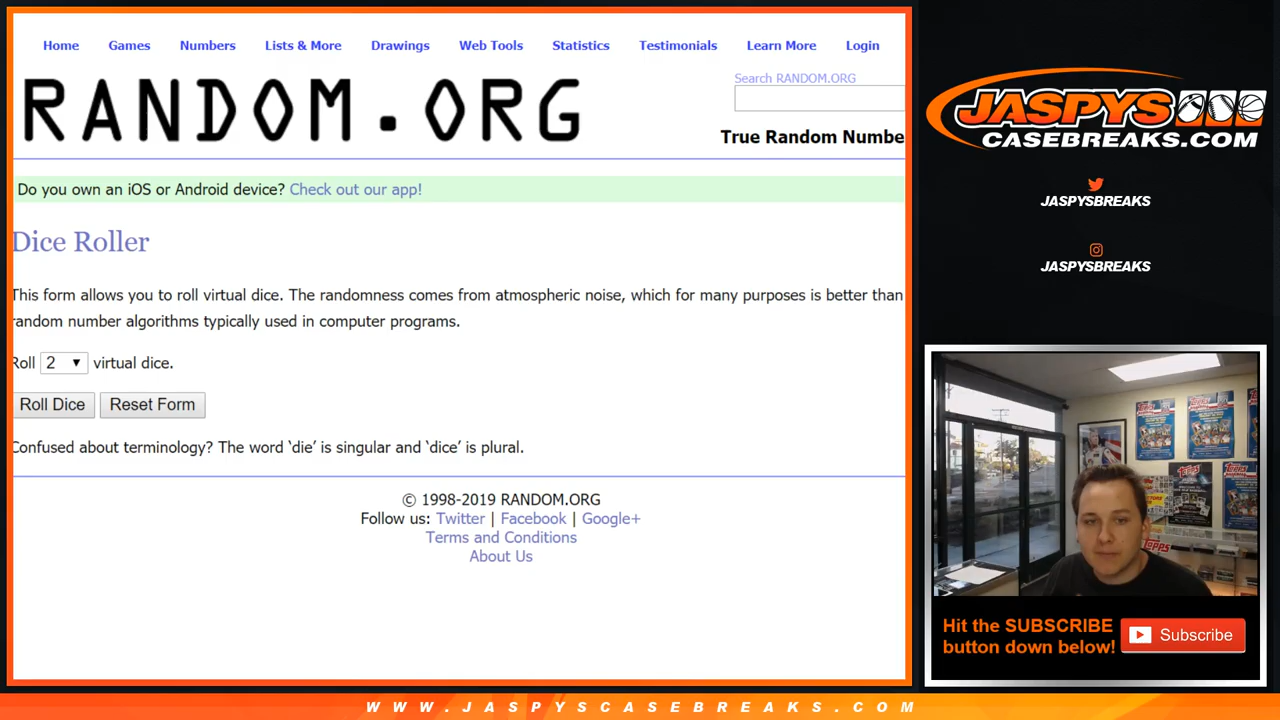 Home Games Numbers Lists & More Drawings Web Tools Statistics Testimonials Learn More Login
RANDOM.ORG
Search RANDOM.ORG
True Random Numbe
Do you own an iOS or Android device? Check out our app!
Dice Roller
This form allows you to roll virtual dice. The randomness comes from atmospheric noise, which for many purposes is better than
random number algorithms typically used in computer programs.
Roll 2 virtual dice.
Roll Dice Reset Form
Confused about terminology? The word ‘die’ is singular and ‘dice’ is plural.
© 1998-2019 RANDOM.ORG
Follow us: Twitter | Facebook | Google+
Terms and Conditions
About Us
JASPYS
CASEBREAKS.COM
JASPYSBREAKS
JASPYSBREAKS
Topps
TOPPS
Hit the SUBSCRIBE
button down below!
Subscribe
WWW.JASPYSCASEBREAKS.COM